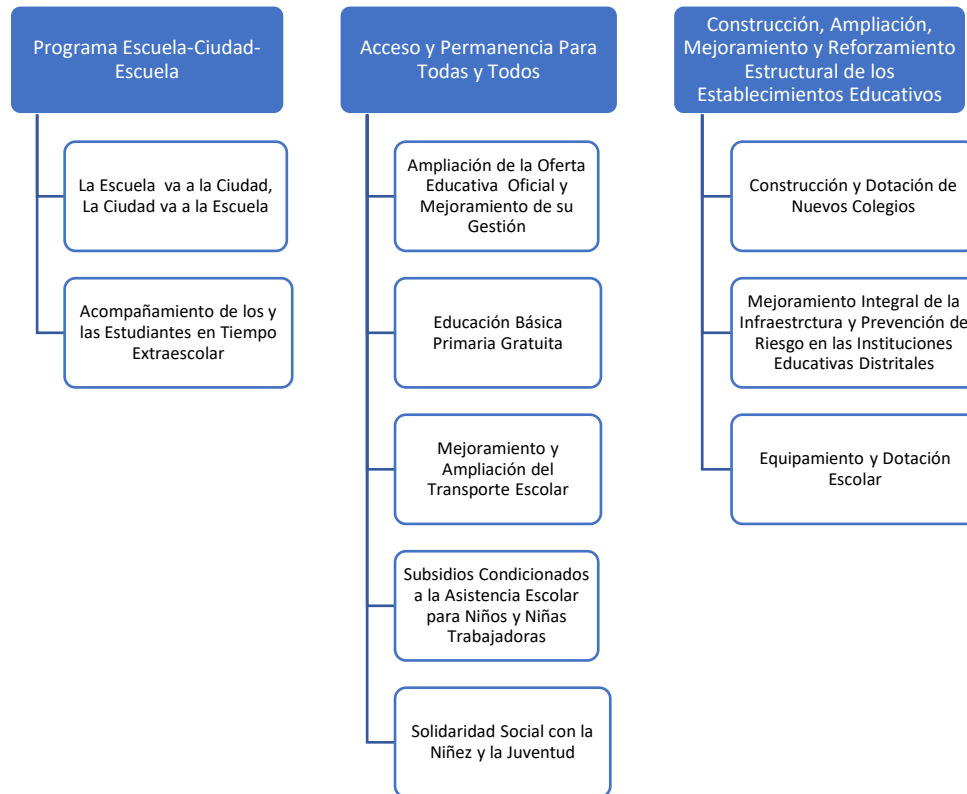 Programa Escuela-Ciudad-
Escuela
La Escuela  va a la Ciudad,
La Ciudad va a la Escuela
Acompañamiento de los y
las Estudiantes en Tiempo
Extraescolar
Acceso y Permanencia Para
Todas y Todos
Ampliación de la Oferta
Educativa  Oficial y
Mejoramiento de su
Gestión
Educación Básica
Primaria Gratuita
Mejoramiento y
Ampliación del
Transporte Escolar
Subsidios Condicionados
a la Asistencia Escolar
para Niños y Niñas
Trabajadoras
Solidaridad Social con la
Niñez y la Juventud
Construcción, Ampliación,
Mejoramiento y Reforzamiento
Estructural de los
Establecimientos Educativos
Construcción y Dotación de
Nuevos Colegios
Mejoramiento Integral de la
Infraestrctura y Prevención de
Riesgo en las Instituciones
Educativas Distritales
Equipamiento y Dotación
Escolar